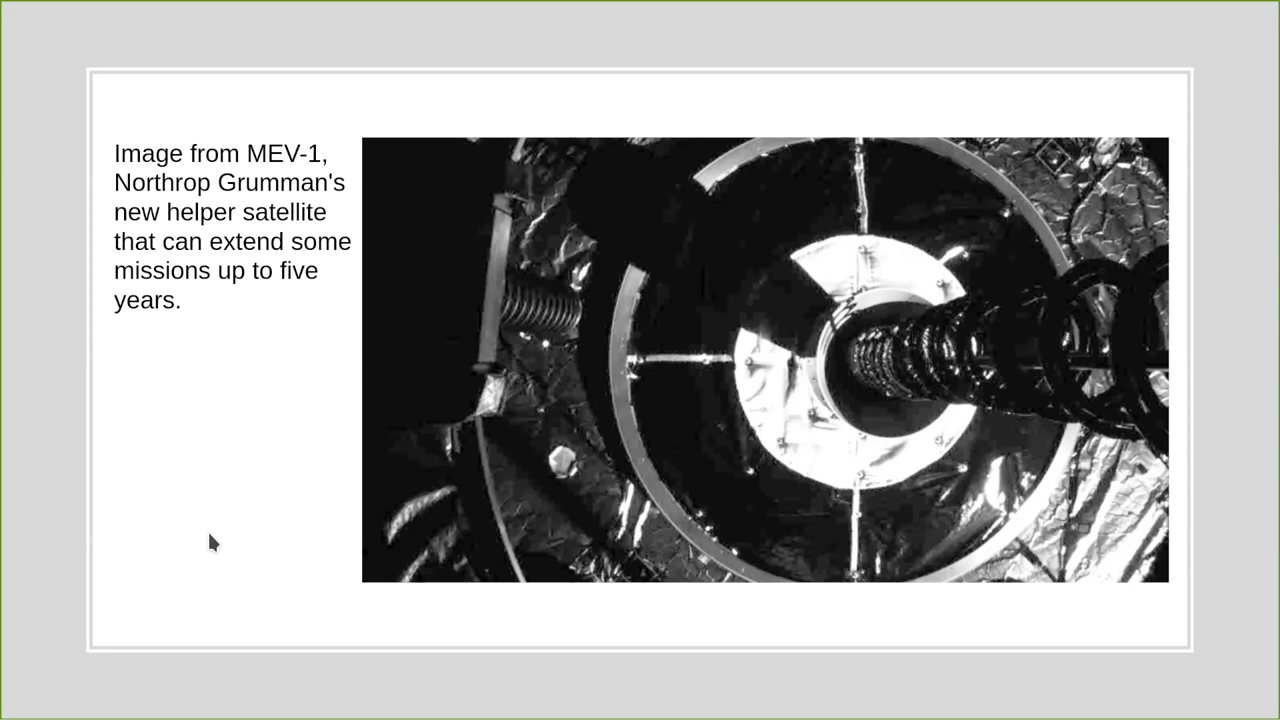 Image from MEV-1,
Northrop Grumman's
new helper satellite
that can extend some
missions up to five
years.